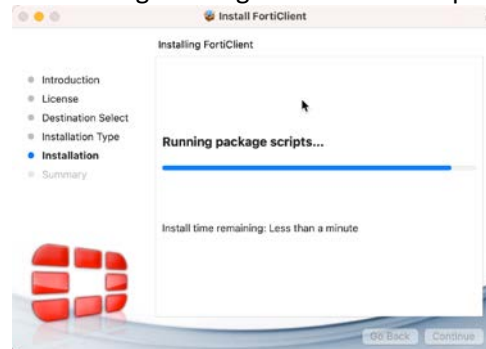 Install FortiClient
Installing FortiClient
Introduction
License
Destination Select
Installation Type
Installation
Summary
Running package scripts...
Install time remaining: Less than a minute
Go Back
Continue